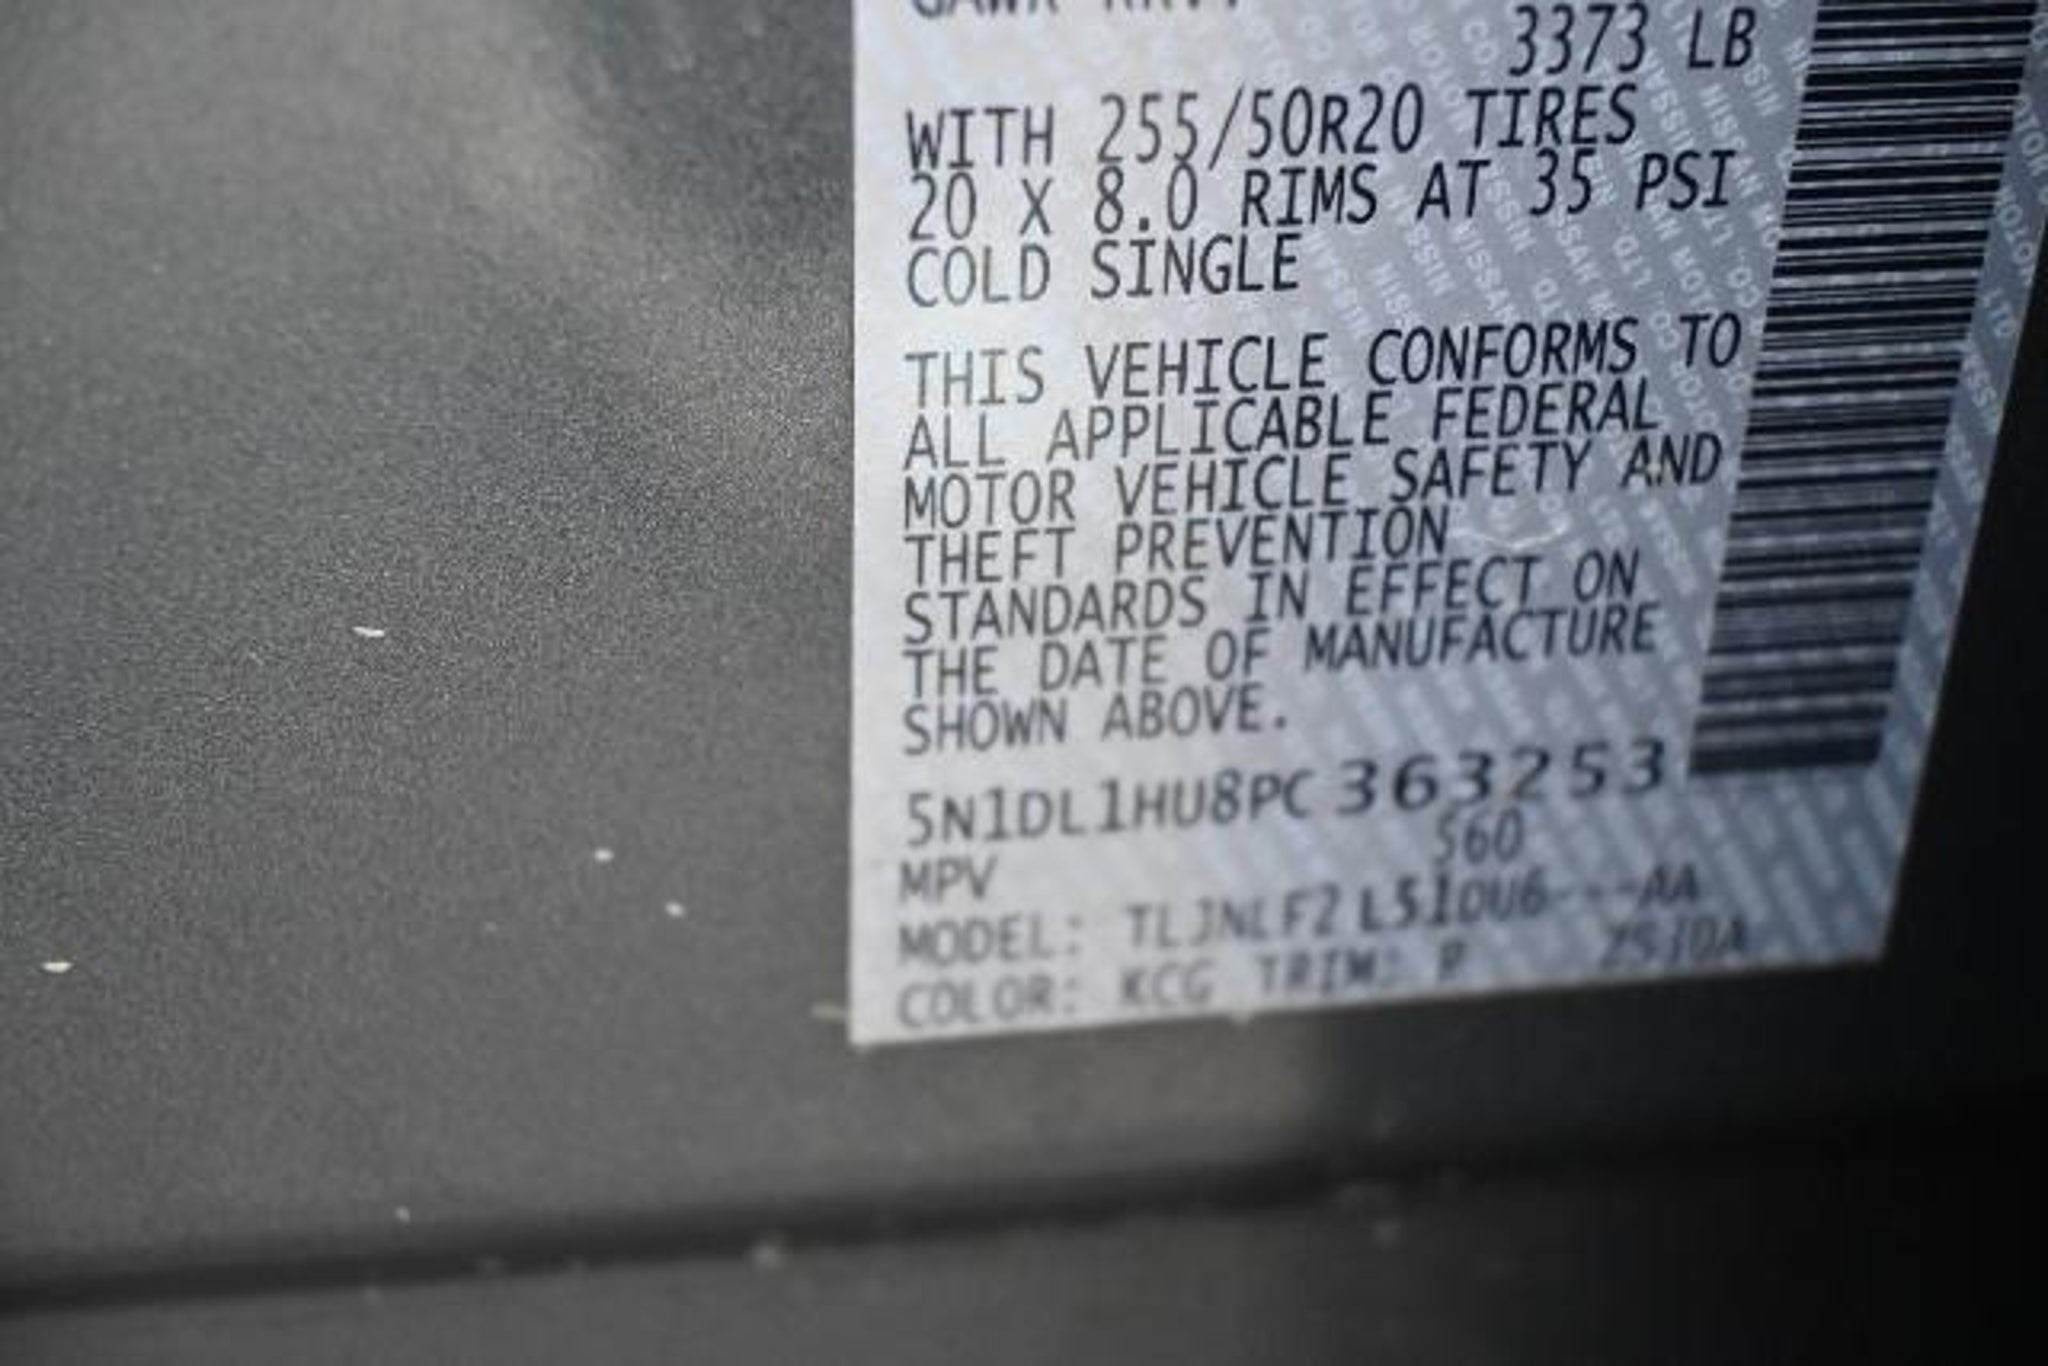 3373 LB
WITH 255/50R20 TIRES
20 X 8.0 RIMS AT 35 PSI
COLD SINGLE
THIS VEHICLE CONFORMS TO
ALL APPLICABLE FEDERAL
MOTOR VEHICLE SAFETY AND
THEFT PREVENTION
STANDARDS IN EFFECT ON
THE DATE OF MANUFACTURE
SHOWN ABOVE.
5N1DL1HU8PC363253
S60
MPV
MODEL: AA
COLOR: KCG TRIM: P